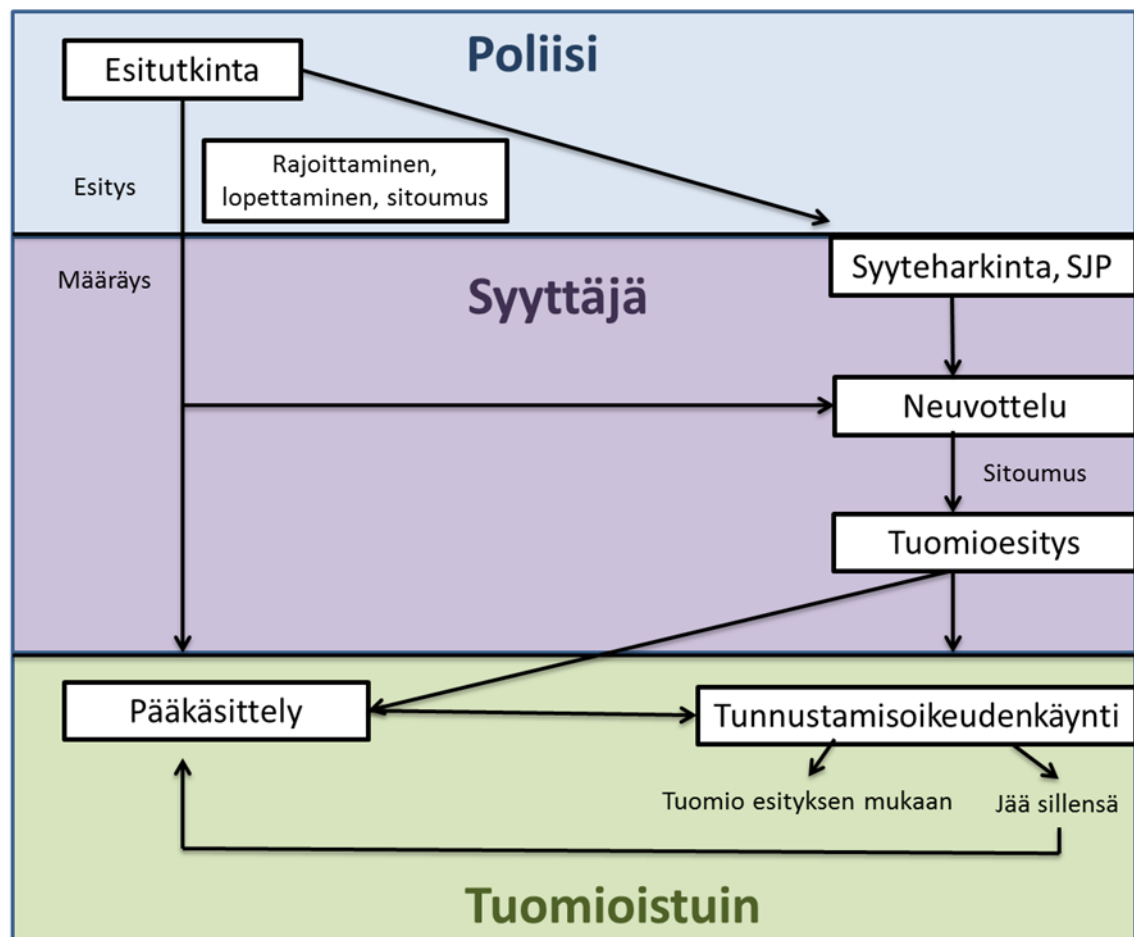 Poliisi
Esitutkinta
Rajoittaminen,
lopettaminen, sitoumus
Esitys
Määräys
Syyttäjä
Syyteharkinta, SJP
Neuvottelu
Sitoumus
Tuomioesitys
Pääkäsittely
Tunnustamisoikeudenkäynti
Tuomio esityksen mukaan
Jää sillensä
Tuomioistuin